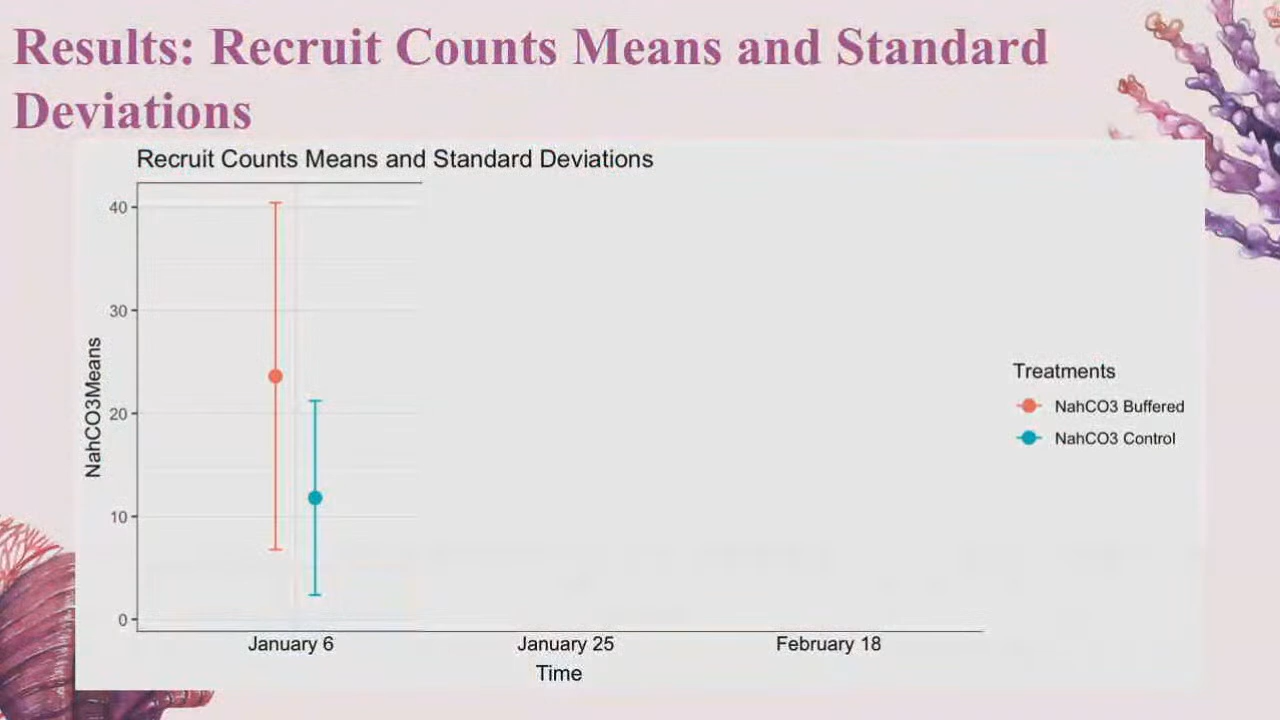 Results: Recruit Counts Means and Standard
Deviations
Recruit Counts Means and Standard Deviations
40
30
20
10
0
NahCO3Means
January 6
January 25
February 18
Time
Treatments
NahCO3 Buffered
NahCO3 Control